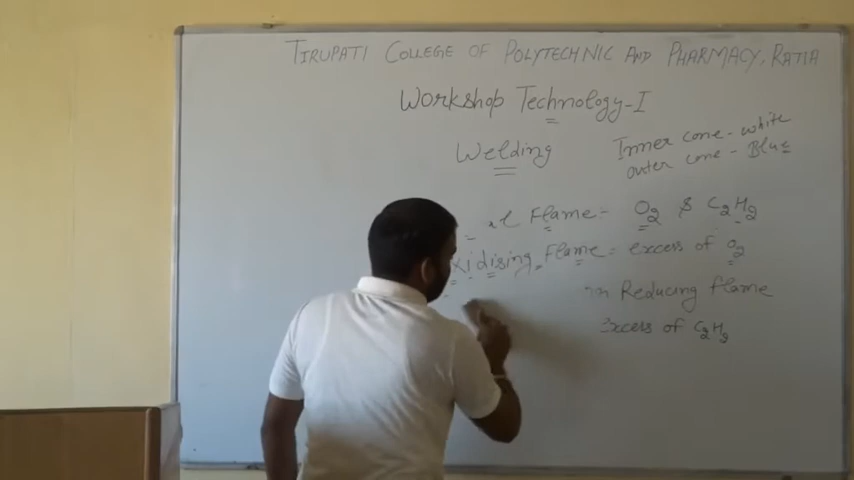 TIRUPATI COLLEGE OF POLYTECHNIC AND PHARMACY, RATIA
Workshop Technology-I
Welding
Inner cone - white
outer cone - Blue
Flame = O2 & C2H2
xidising Flame = excess of O2
Reducing flame
Excess of C2H2